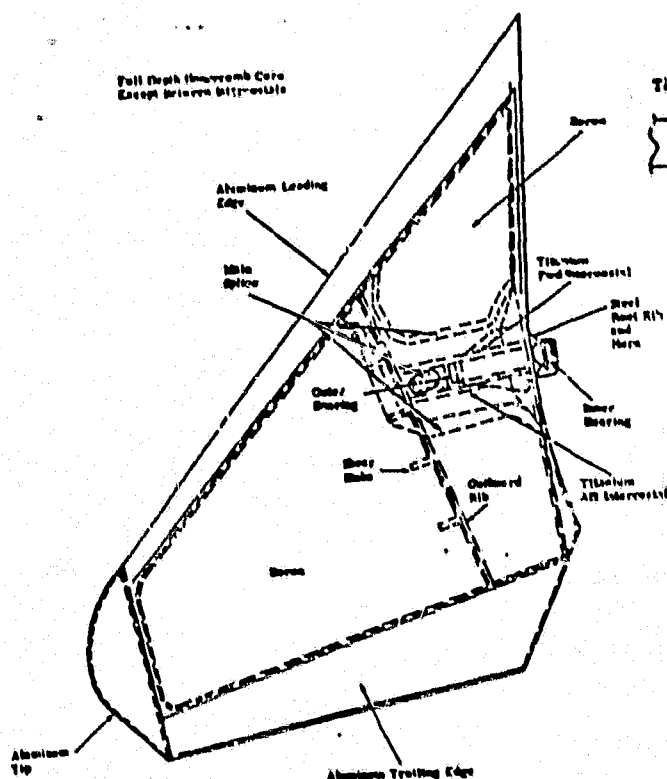 Full Depth Honeycomb Core
Except Between Intercostals
Ti
Boron
Aluminum Leading
Edge
Main
Splice
Titanium
Fwd Intercostal
Steel
Root Rib
and
Horn
Outer
Bearing
Inner
Bearing
Shear
Outboard
Rib
Titanium
Aft Intercostal
Boron
Aluminum
Tip
Aluminum Trailing Edge